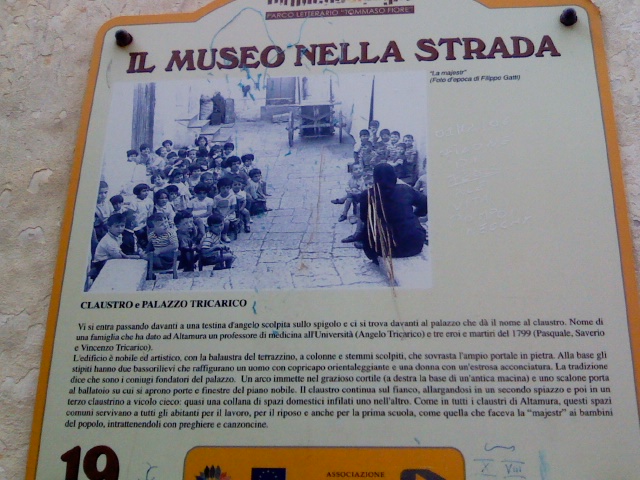 PARCO LETTERARIO "TOMMASO FIORE"
IL MUSEO NELLA STRADA
"La majestr"
(Foto d'epoca di Filippo Gatti)
CLAUSTRO e PALAZZO TRICARICO
Vi si entra passando davanti a una testina d'angelo scolpita sullo spigolo e ci si trova davanti al palazzo che dà il nome al claustro. Nome di
una famiglia che ha dato ad Altamura un professore di medicina all'Università (Angelo Tricarico) e tre eroi e martiri del 1799 (Pasquale, Saverio
e Vincenzo Tricarico).
L'edificio è nobile ed artistico, con la balaustra del terrazzino, a colonne e stemmi scolpiti, che sovrasta l'ampio portale in pietra. Alla base gli
stipiti hanno due bassorilievi che raffigurano un uomo con copricapo orientaleggiante e una donna con un'estrosa acconciatura. La tradizione
dice che sono i coniugi fondatori del palazzo. Un arco immette nel grazioso cortile (a destra la base di un'antica macina) e uno scalone porta
al ballatoio su cui si aprono porte e finestre del piano nobile. Il claustro continua sul fianco, allargandosi in un secondo spiazzo e poi in un
terzo claustrino a vicolo cieco: quasi una collana di spazi domestici infilati uno nell'altro. Come in tutti i claustri di Altamura, questi spazi
comuni servivano a tutti gli abitanti per il lavoro, per il riposo e anche per la prima scuola, come quella che faceva la "majestr" ai bambini
del popolo, intrattenendoli con preghiere e canzoncine.
19
ASSOCIAZIONE
X VIII